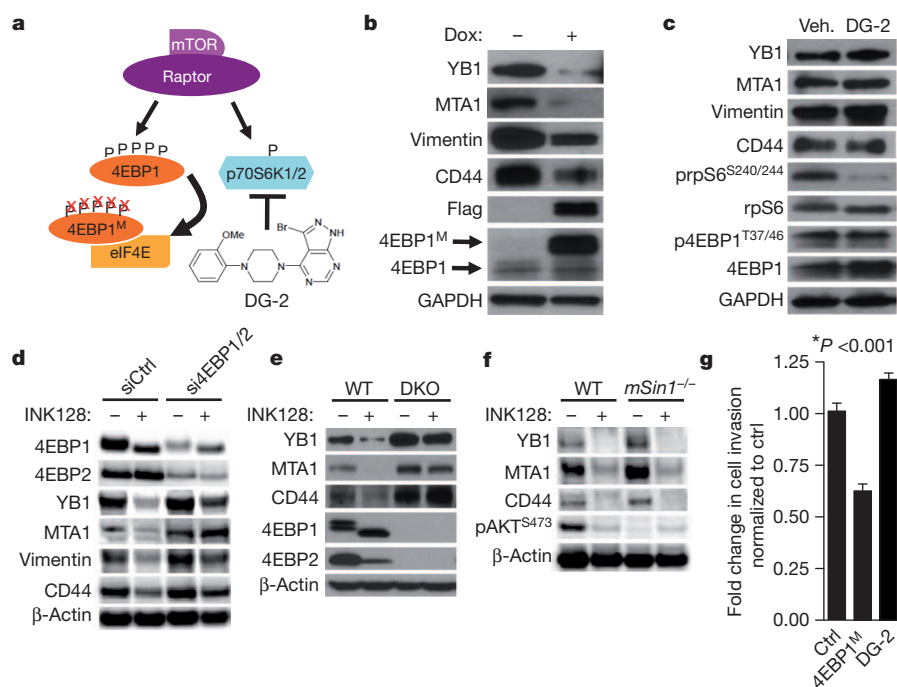 a
mTOR
Raptor
P P P P P
4EBP1
P
p70S6K1/2
P P P P P
4EBP1ᴹ
eIF4E
OMe
N
N
Br
N
NH
N
N
DG-2
b
Dox: – +
YB1
MTA1
Vimentin
CD44
Flag
4EBP1ᴹ
4EBP1
GAPDH
c
Veh. DG-2
YB1
MTA1
Vimentin
CD44
prpS6ˢ²⁴⁰/²⁴⁴
rpS6
p4EBP1ᵀ³⁷/⁴⁶
4EBP1
GAPDH
d
siCtrl si4EBP1/2
INK128: – + – +
4EBP1
4EBP2
YB1
MTA1
Vimentin
CD44
β-Actin
e
WT DKO
INK128: – + – +
YB1
MTA1
CD44
4EBP1
4EBP2
β-Actin
f
WT mSin1⁻/⁻
INK128: – + – +
YB1
MTA1
CD44
pAKTˢ⁴⁷³
β-Actin
g
*P <0.001
Fold change in cell invasion
normalized to ctrl
1.25
1.00
0.75
0.50
0.25
0.00
Ctrl
4EBP1ᴹ
DG-2